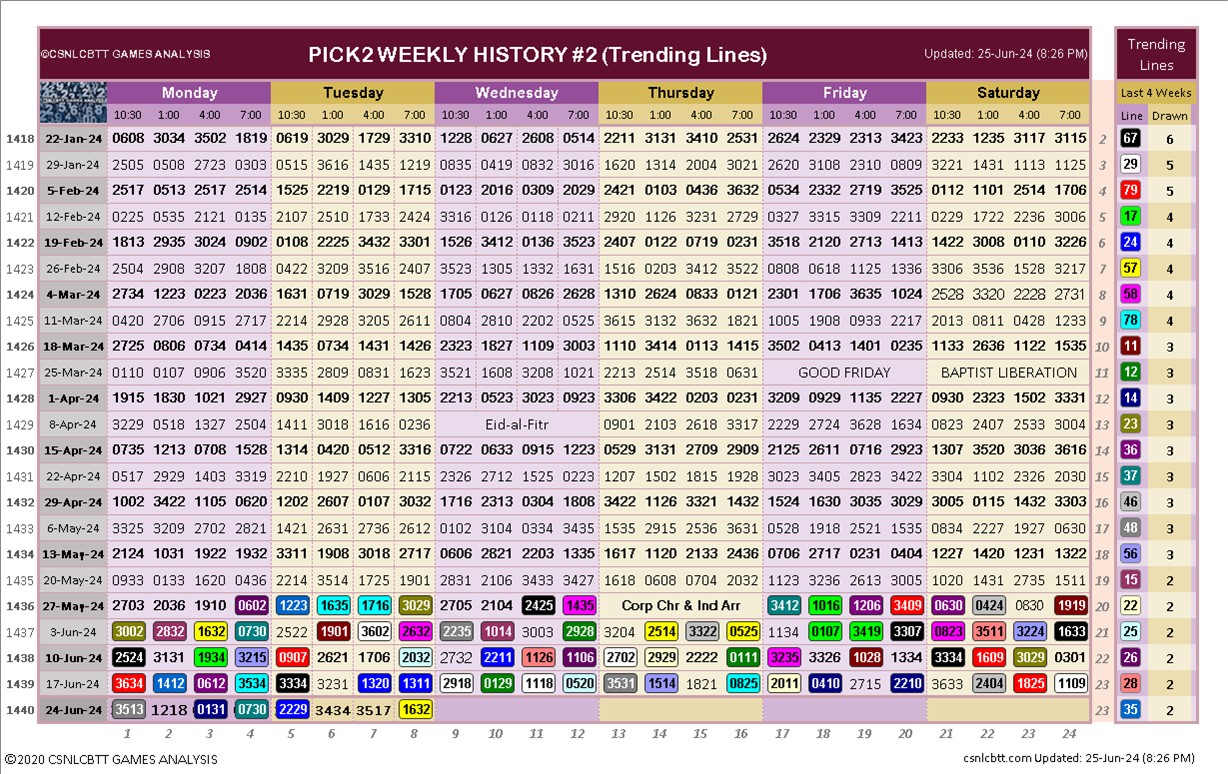 ©CSNLCBTT GAMES ANALYSIS PICK2 WEEKLY HISTORY #2 (Trending Lines) Updated: 25-Jun-24 (8:26 PM) Trending Lines
Monday Tuesday Wednesday Thursday Friday Saturday Last 4 Weeks
10:30 1:00 4:00 7:00 10:30 1:00 4:00 7:00 10:30 1:00 4:00 7:00 10:30 1:00 4:00 7:00 10:30 1:00 4:00 7:00 10:30 1:00 4:00 7:00 Line Drawn
1418 22-Jan-24 0608 3034 3502 1819 0619 3029 1729 3310 1228 0627 2608 0514 2211 3131 3410 2531 2624 2329 2313 3423 2233 1235 3117 3115 2 67 6
1419 29-Jan-24 2505 0508 2723 0303 0515 3616 1435 1219 0835 0419 0832 3016 1620 1314 2004 3021 2620 3108 2310 0809 3221 1431 1113 1125 3 29 5
1420 5-Feb-24 2517 0513 2517 2514 1525 2219 0129 1715 0123 2016 0309 2029 2421 0103 0436 3632 0534 2332 2719 3525 0112 1101 2514 1706 4 79 5
1421 12-Feb-24 0225 0535 2121 0135 2107 2510 1733 2424 3316 0126 0118 0211 2920 1126 3231 2729 0327 3315 3309 2211 0229 1722 2236 3006 5 17 4
1422 19-Feb-24 1813 2935 3024 0902 0108 2225 3432 3301 1526 3412 0136 3523 2407 0122 0719 0231 3518 2120 2713 1413 1422 3008 0110 3226 6 24 4
1423 26-Feb-24 2504 2908 3207 1808 0422 3209 3516 2407 3523 1305 1332 1631 1516 0203 3412 3522 0808 0618 1125 1336 3306 3536 1528 3217 7 57 4
1424 4-Mar-24 2734 1223 0223 2036 1631 0719 3029 1528 1705 0627 0826 2628 1310 2624 0833 0121 2301 1706 3635 1024 2528 3320 2228 2731 8 58 4
1425 11-Mar-24 0420 2706 0915 2717 2214 2928 3205 2611 0804 2810 2202 0525 3615 3132 3632 1821 1005 1908 0933 2217 2013 0811 0428 1233 9 78 4
1426 18-Mar-24 2725 0806 0734 0414 1435 0734 1431 1426 2323 1827 1109 3003 1110 3414 0113 1415 3502 0413 1401 0235 1133 2636 1122 1535 10 11 3
1427 25-Mar-24 0110 0107 0906 3520 3335 2809 0831 1623 3521 1608 3208 1021 2213 2514 3518 0631 GOOD FRIDAY BAPTIST LIBERATION 11 12 3
1428 1-Apr-24 1915 1830 1021 2927 0930 1409 1227 1305 2213 0523 3023 0923 3306 3422 0203 0231 3209 0929 1135 2227 0930 2323 1502 3331 12 14 3
1429 8-Apr-24 3229 0518 1327 2504 1411 3018 1616 0236 Eid-al-Fitr 0901 2103 2618 3317 2229 2724 3628 1634 0823 2407 2533 3004 13 23 3
1430 15-Apr-24 0735 1213 0708 1528 1314 0420 0512 3316 0722 0633 0915 1223 0529 3131 2709 2909 2125 2611 0716 2923 1307 3520 3036 3616 14 36 3
1431 22-Apr-24 0517 2929 1403 3319 2210 1927 0606 2113 2326 2713 1525 0223 1207 1502 1815 1928 3023 3405 2823 3422 3304 1102 2326 2030 15 37 3
1432 29-Apr-24 1002 3422 1105 0620 1202 2607 0107 3032 1716 2313 0304 1808 3422 1126 3321 1432 1524 1630 3035 3029 3005 0115 1432 3303 16 46 3
1433 6-May-24 3325 3209 2702 2821 1421 2631 2736 2612 0102 3104 0334 3435 1535 2915 2536 3631 0528 1918 2521 1535 0834 2227 1927 0630 17 48 3
1434 13-May-24 2124 1031 1922 1932 3311 1908 3018 2717 0606 2821 2203 1335 1617 1120 2133 2436 0706 2717 0231 0404 1227 1420 1231 1322 18 56 3
1435 20-May-24 0933 0133 1620 0436 2214 3514 1725 1901 2831 2106 3433 3427 1618 0608 0704 2032 1123 3236 2613 3005 1020 1431 2735 1511 19 15 2
1436 27-May-24 2703 2036 1910 0602 1223 1635 1716 3029 2705 2104 2425 1435 Corp Chr & Ind Arr 3412 1016 1206 3409 0630 0424 0830 1919 20 22 2
1437 3-Jun-24 3002 2832 1632 0730 2522 1901 3602 2632 2235 1014 3003 2928 3204 2514 3322 0525 1134 0107 3419 3307 0823 3511 3224 1633 21 25 2
1438 10-Jun-24 2524 3131 1934 3215 0907 2621 1706 2032 2732 2211 1126 1106 2702 2929 2222 0111 3235 3326 1028 1334 3334 1609 3029 0301 22 26 2
1439 17-Jun-24 3634 1412 0612 3534 3334 3231 1320 1311 2918 0129 1118 0520 3531 1514 1821 0825 2011 0410 2715 2210 3633 2404 1825 1109 23 28 2
1440 24-Jun-24 3513 1218 0131 0730 2229 3434 3517 1632 23 35 2
1 2 3 4 5 6 7 8 9 10 11 12 13 14 15 16 17 18 19 20 21 22 23 24
©2020 CSNLCBTT GAMES ANALYSIS csnlcbtt.com Updated: 25-Jun-24 (8:26 PM)